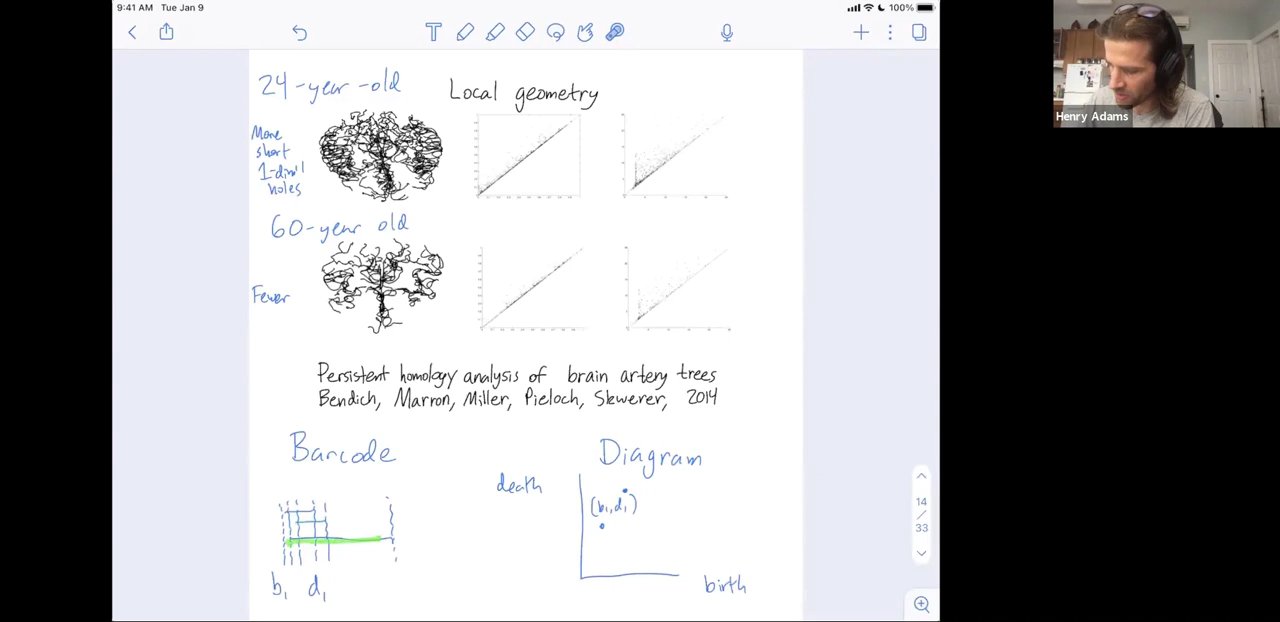 9:41 AM Tue Jan 9
100%
T
24-year-old
Local geometry
More
short
1-dim'l
holes
60-year old
Fewer
Persistent homology analysis of brain artery trees
Bendich, Marron, Miller, Pieloch, Skwerer, 2014
Barcode
Diagram
death
(b₁,d₁)
b₁ d₁
birth
14
/
33
Henry Adams